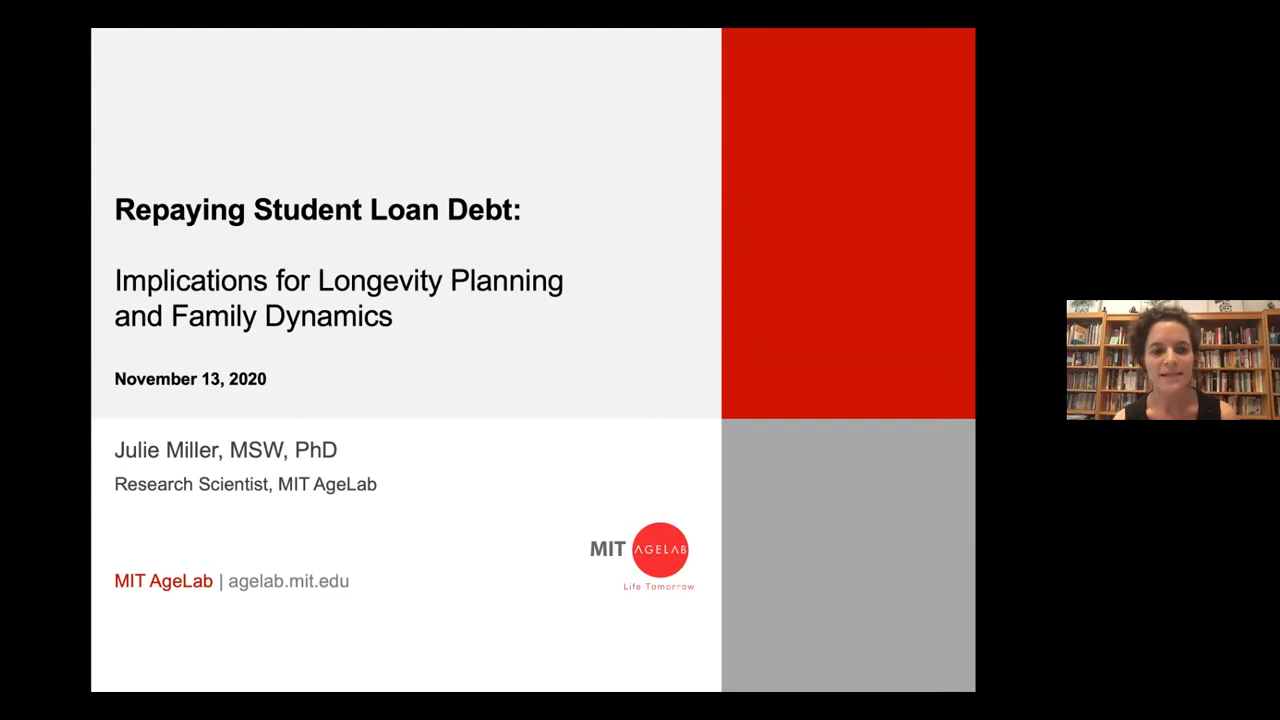 Repaying Student Loan Debt:
Implications for Longevity Planning
and Family Dynamics
November 13, 2020
Julie Miller, MSW, PhD
Research Scientist, MIT AgeLab
MIT AGELAB
Life Tomorrow
MIT AgeLab | agelab.mit.edu